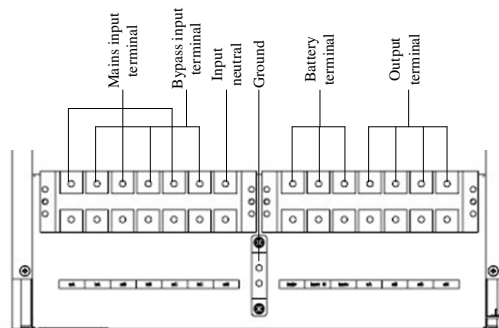 Mains input
terminal
Bypass input
terminal
Input
neutral
Ground
Battery
terminal
Output
terminal